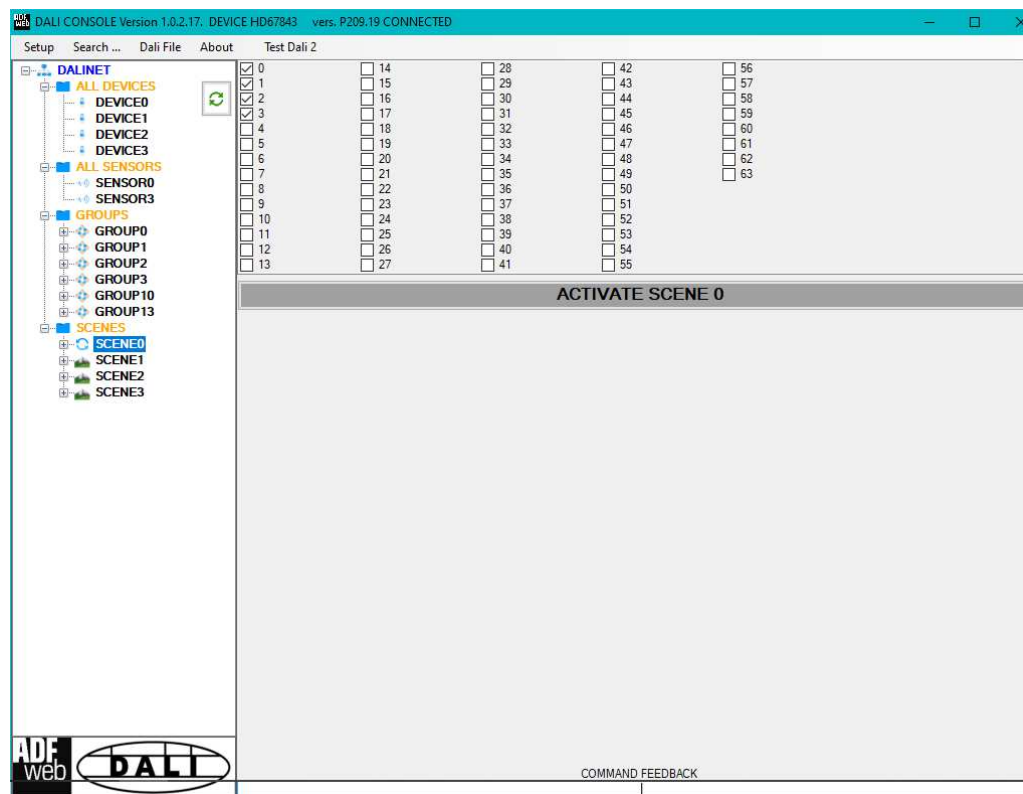 DALI CONSOLE Version 1.0.2.17. DEVICE HD67843 vers. P209.19 CONNECTED
Setup Search ... Dali File About Test Dali 2
DALINET
ALL DEVICES
DEVICE0
DEVICE1
DEVICE2
DEVICE3
ALL SENSORS
SENSOR0
SENSOR3
GROUPS
GROUP0
GROUP1
GROUP2
GROUP3
GROUP10
GROUP13
SCENES
SCENE0
SCENE1
SCENE2
SCENE3
0 14 28 42 56
1 15 29 43 57
2 16 30 44 58
3 17 31 45 59
4 18 32 46 60
5 19 33 47 61
6 20 34 48 62
7 21 35 49 63
8 22 36 50
9 23 37 51
10 24 38 52
11 25 39 53
12 26 40 54
13 27 41 55
ACTIVATE SCENE 0
COMMAND FEEDBACK
ADF
web
DALI